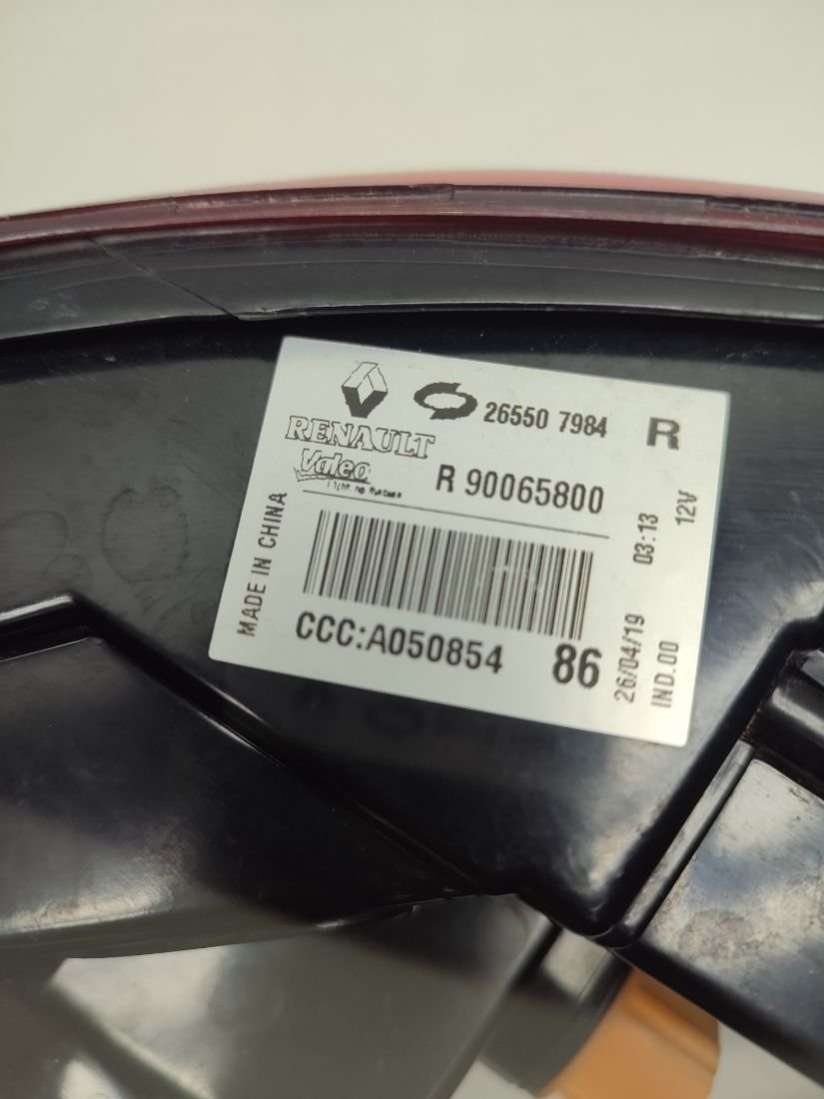 26550 7984 R
RENAULT
Valeo
R 90065800
MADE IN CHINA
CCC:A050854 86
26/04/19 03:13
IND.00 12V